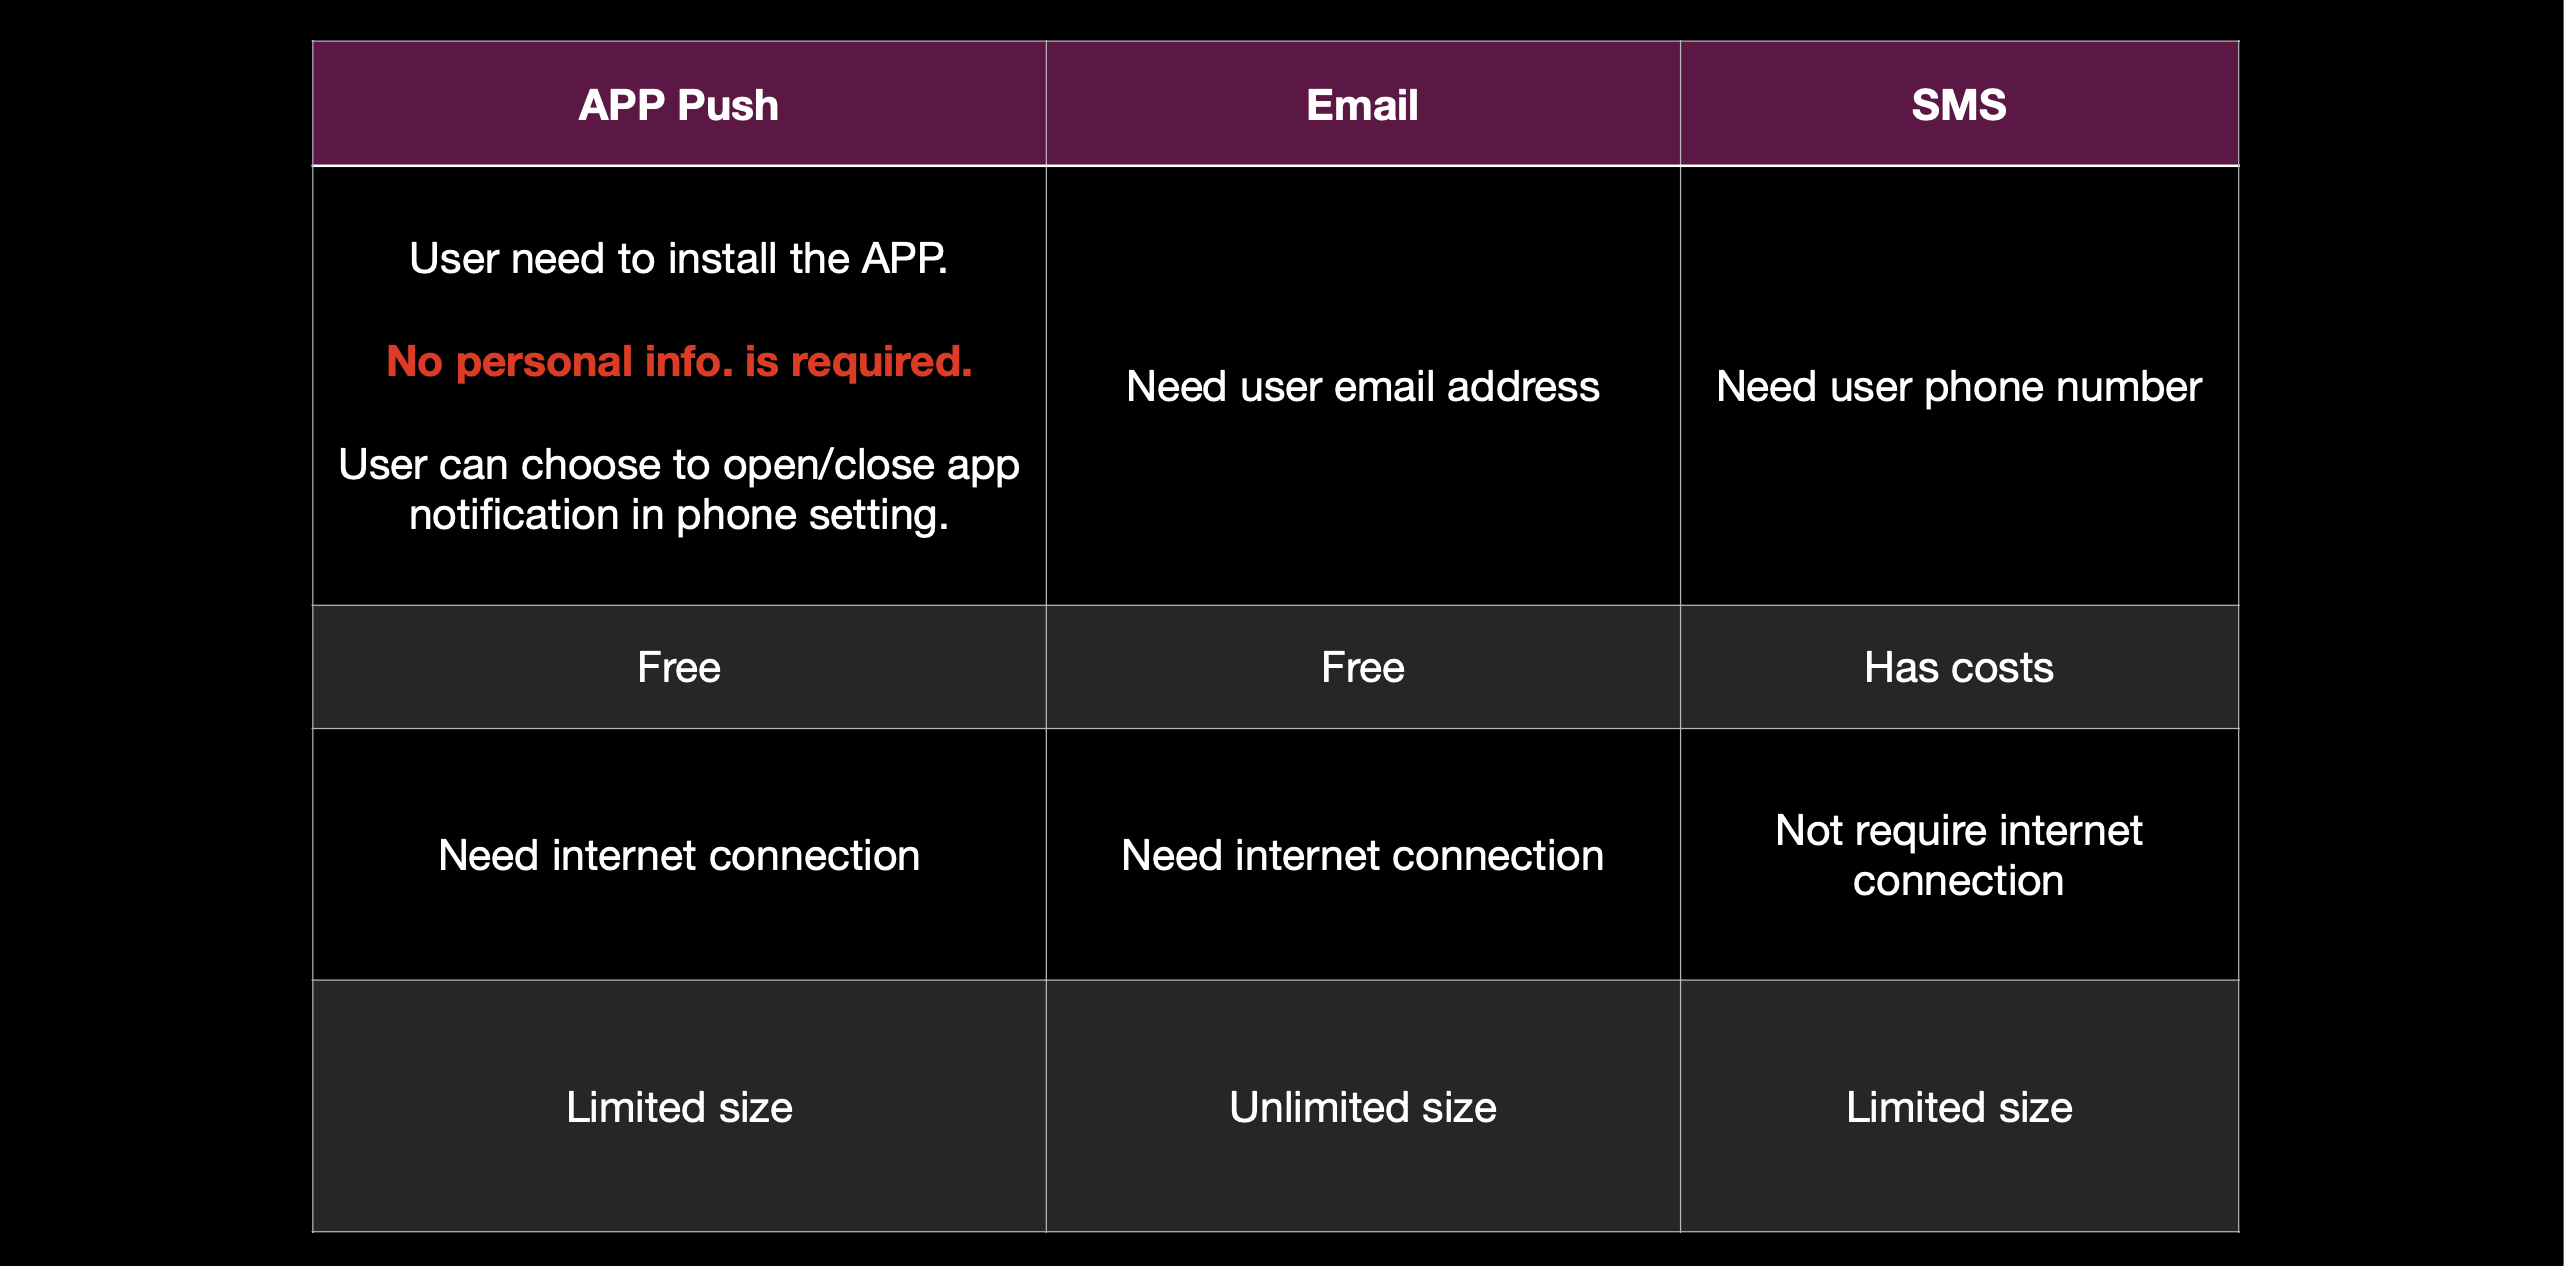 APP Push
Email
SMS
User need to install the APP.
No personal info. is required.
User can choose to open/close app
notification in phone setting.
Need user email address
Need user phone number
Free
Free
Has costs
Need internet connection
Need internet connection
Not require internet
connection
Limited size
Unlimited size
Limited size